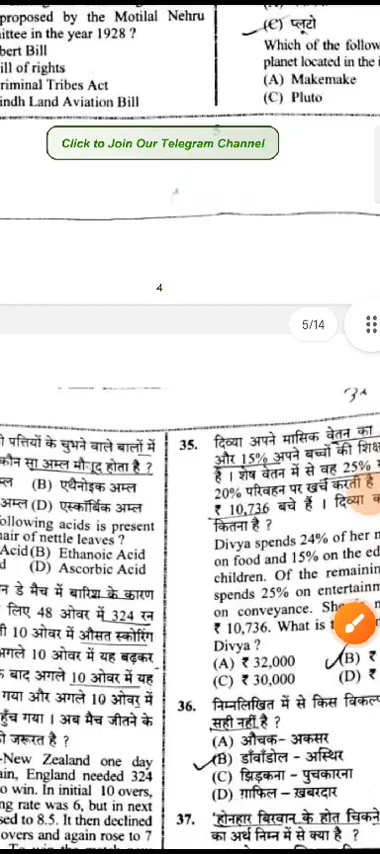 proposed by the Motilal Nehru
ittee in the year 1928 ?
bert Bill
ill of rights
riminal Tribes Act
indh Land Aviation Bill
(C) प्लूटो
Which of the follow
planet located in the
(A) Makemake
(C) Pluto
Click to Join Our Telegram Channel
4
5/14
पत्तियों के चुभने वाले बालों में
कौन सा अम्ल मौजूद होता है ?
(B) एथेनोइक अम्ल
अम्ल (D) एस्कॉर्बिक अम्ल
ollowing acids is present
hair of nettle leaves ?
Acid (B) Ethanoic Acid
d (D) Ascorbic Acid
डे मैच में बारिश के कारण
लिए 48 ओवर में 324 रन
10 ओवर में औसत स्कोरिंग
अगले 10 ओवर में यह बढ़कर
बाद अगले 10 ओवर में यह
गया और अगले 10 ओवर में
हुँच गया । अब मैच जीतने के
जरूरत है ?
-New Zealand one day
ain, England needed 324
o win. In initial 10 overs,
ng rate was 6, but in next
sed to 8.5. It then declined
overs and again rose to 7
35. दिव्या अपने मासिक वेतन का
और 15% अपने बच्चों की शिक्ष
है । शेष वेतन में से वह 25%
20% परिवहन पर खर्च करती है
₹ 10,736 बचे हैं । दिव्या क
कितना है ?
Divya spends 24% of her
on food and 15% on the ed
children. Of the remainin
spends 25% on entertainm
on conveyance. She
₹ 10,736. What is
Divya ?
(A) ₹ 32,000 (B) ₹
(C) ₹ 30,000 (D) ₹
36. निम्नलिखित में से किस विकल्
सही नहीं है ?
(A) औचक - अकसर
(B) डाँवाँडोल - अस्थिर
(C) झिड़कना - पुचकारना
(D) ग़ाफिल - ख़बरदार
37. 'होनहार बिरवान के होत चिकने
का अर्थ निम्न में से क्या है ?